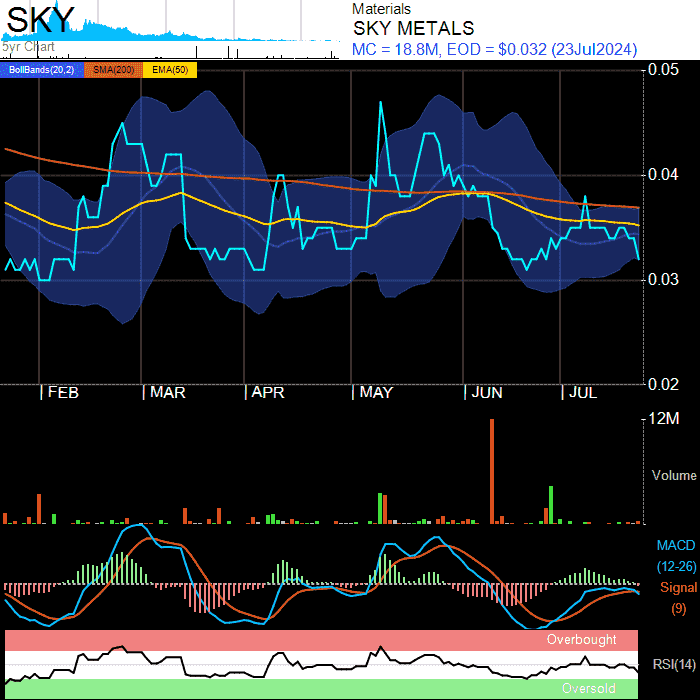 SKY
5yr Chart
Materials
SKY METALS
MC = 18.8M, EOD = $0.032 (23Jul2024)
BollBands(20,2) SMA(200) EMA(50)
0.05
0.04
0.03
0.02
FEB MAR APR MAY JUN JUL
12M
Volume
MACD
(12-26)
Signal
(9)
Overbought
RSI(14)
Oversold